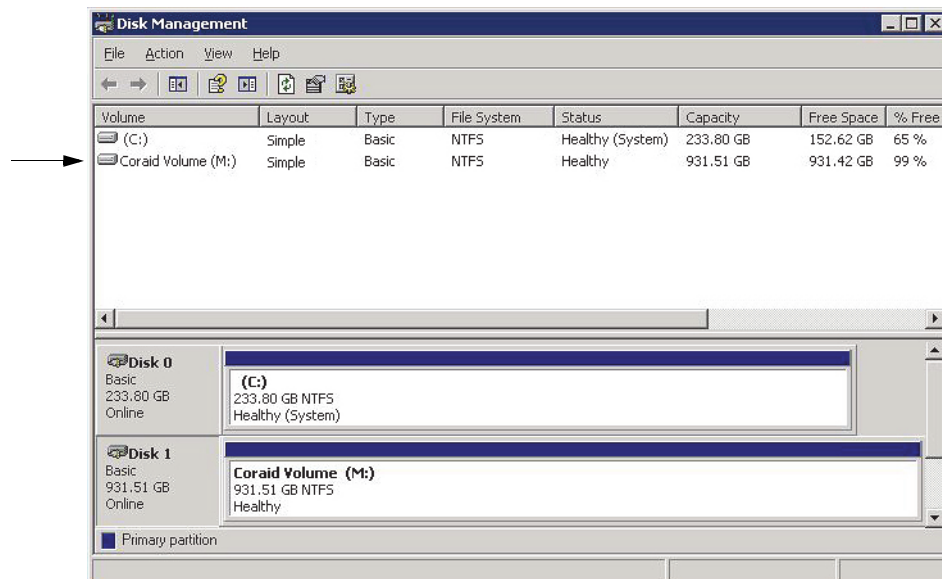 Disk Management
File Action View Help
Volume Layout Type File System Status Capacity Free Space % Free
(C:) Simple Basic NTFS Healthy (System) 233.80 GB 152.62 GB 65 %
Coraid Volume (M:) Simple Basic NTFS Healthy 931.51 GB 931.42 GB 99 %
Disk 0
Basic
233.80 GB
Online
(C:)
233.80 GB NTFS
Healthy (System)
Disk 1
Basic
931.51 GB
Online
Coraid Volume (M:)
931.51 GB NTFS
Healthy
Primary partition